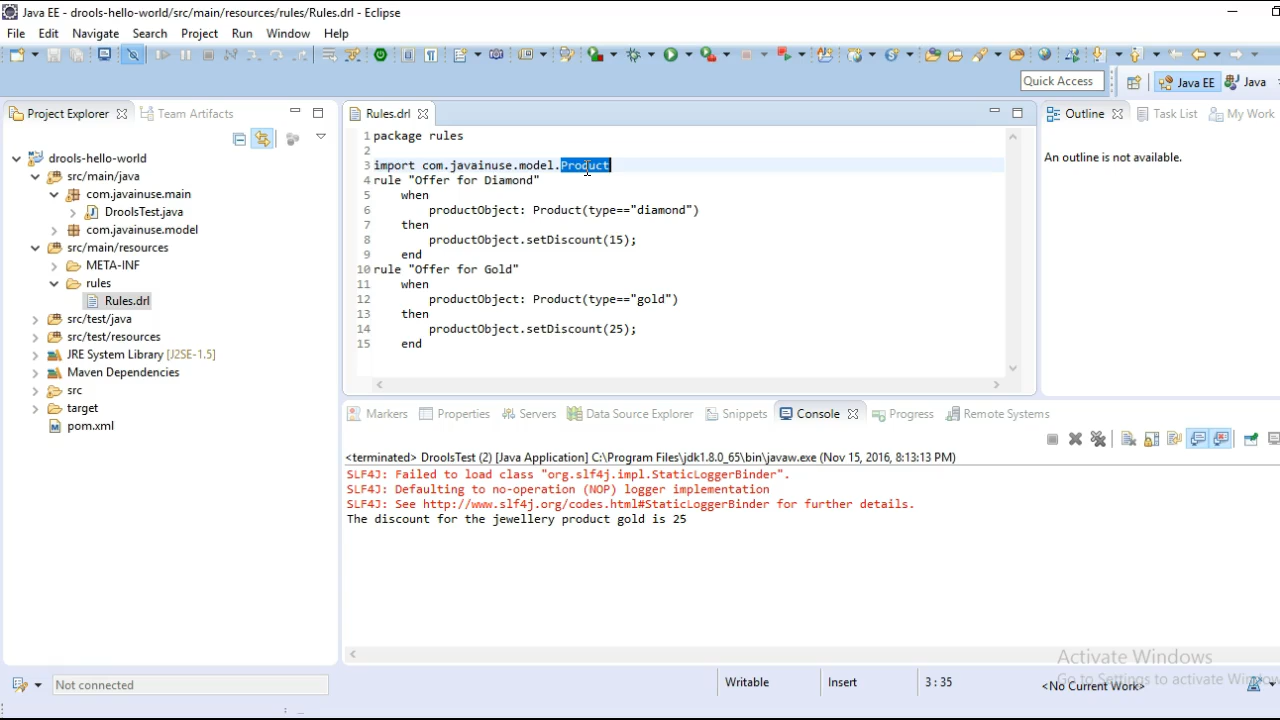 Java EE - drools-hello-world/src/main/resources/rules/Rules.drl - Eclipse
File Edit Navigate Search Project Run Window Help
Quick Access
Java EE
Java
Project Explorer
Team Artifacts
drools-hello-world
src/main/java
com.javainuse.main
DroolsTest.java
com.javainuse.model
src/main/resources
META-INF
rules
Rules.drl
src/test/java
src/test/resources
JRE System Library [J2SE-1.5]
Maven Dependencies
src
target
pom.xml
Rules.drl
1 package rules
2
3 import com.javainuse.model.Product
4 rule "Offer for Diamond"
5 when
6 productObject: Product(type=="diamond")
7 then
8 productObject.setDiscount(15);
9 end
10 rule "Offer for Gold"
11 when
12 productObject: Product(type=="gold")
13 then
14 productObject.setDiscount(25);
15 end
Outline
Task List
My Work
An outline is not available.
Markers Properties Servers Data Source Explorer Snippets Console Progress Remote Systems
<terminated> DroolsTest (2) [Java Application] C:\Program Files\jdk1.8.0_65\bin\javaw.exe (Nov 15, 2016, 8:13:13 PM)
SLF4J: Failed to load class "org.slf4j.impl.StaticLoggerBinder".
SLF4J: Defaulting to no-operation (NOP) logger implementation
SLF4J: See http://www.slf4j.org/codes.html#StaticLoggerBinder for further details.
The discount for the jewellery product gold is 25
Activate Windows
Go to Settings to activate
Not connected
Writable
Insert
3 : 35
<No Current Work>